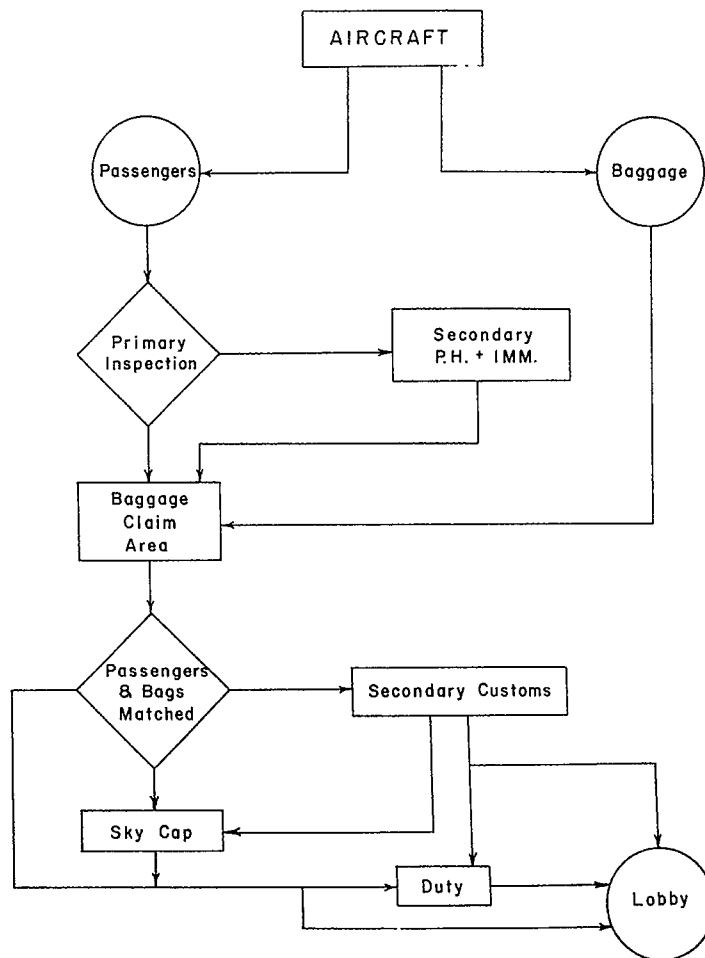 AIRCRAFT
Passengers
Baggage
Primary
Inspection
Secondary
P.H. + IMM.
Baggage
Claim
Area
Passengers
& Bags
Matched
Secondary Customs
Sky Cap
Duty
Lobby